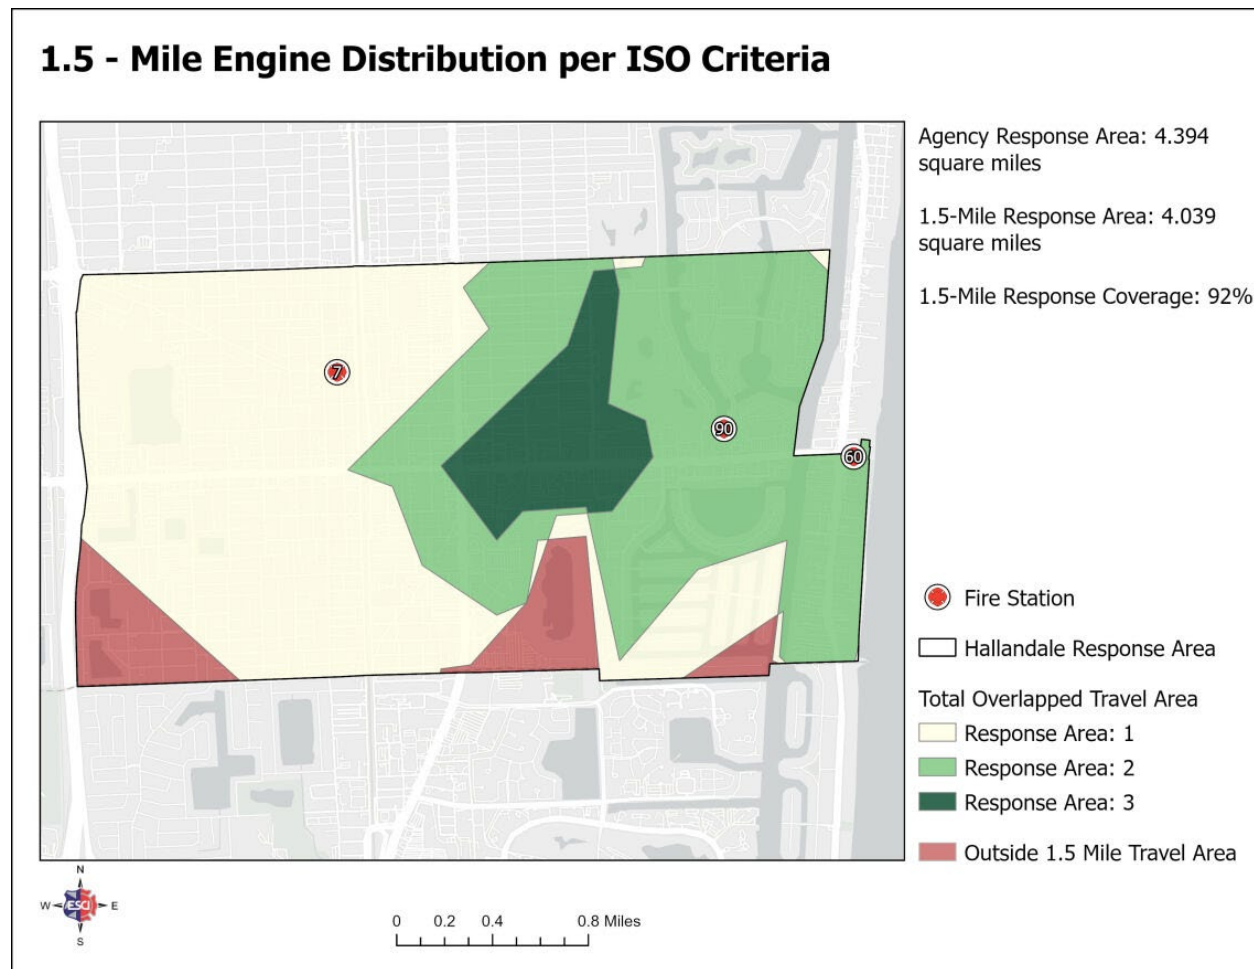 1.5 - Mile Engine Distribution per ISO Criteria
Agency Response Area: 4.394
square miles
1.5-Mile Response Area: 4.039
square miles
1.5-Mile Response Coverage: 92%
7
90
60
Fire Station
Hallandale Response Area
Total Overlapped Travel Area
Response Area: 1
Response Area: 2
Response Area: 3
Outside 1.5 Mile Travel Area
N
W ESCI E
S
0 0.2 0.4 0.8 Miles